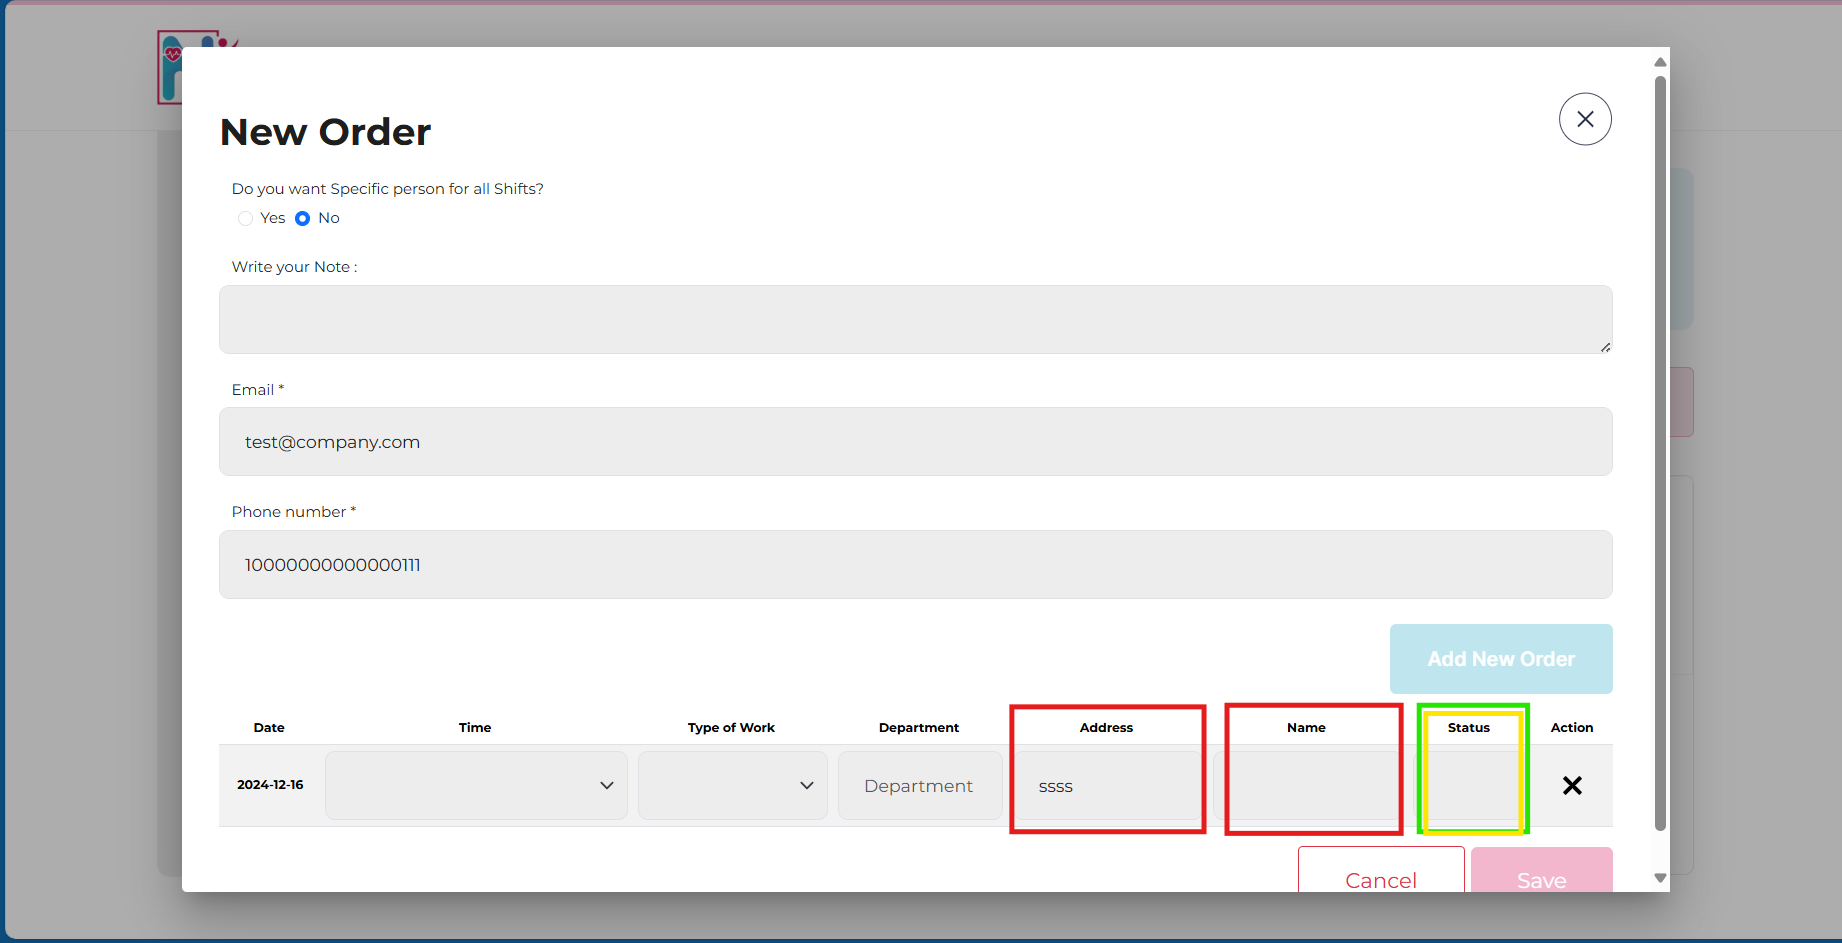 New Order
Do you want Specific person for all Shifts?
Yes No
Write your Note :
Email *
test@company.com
Phone number *
10000000000000111
Add New Order
Date Time Type of Work Department Address Name Status Action
2024-12-16 Department ssss
Cancel Save